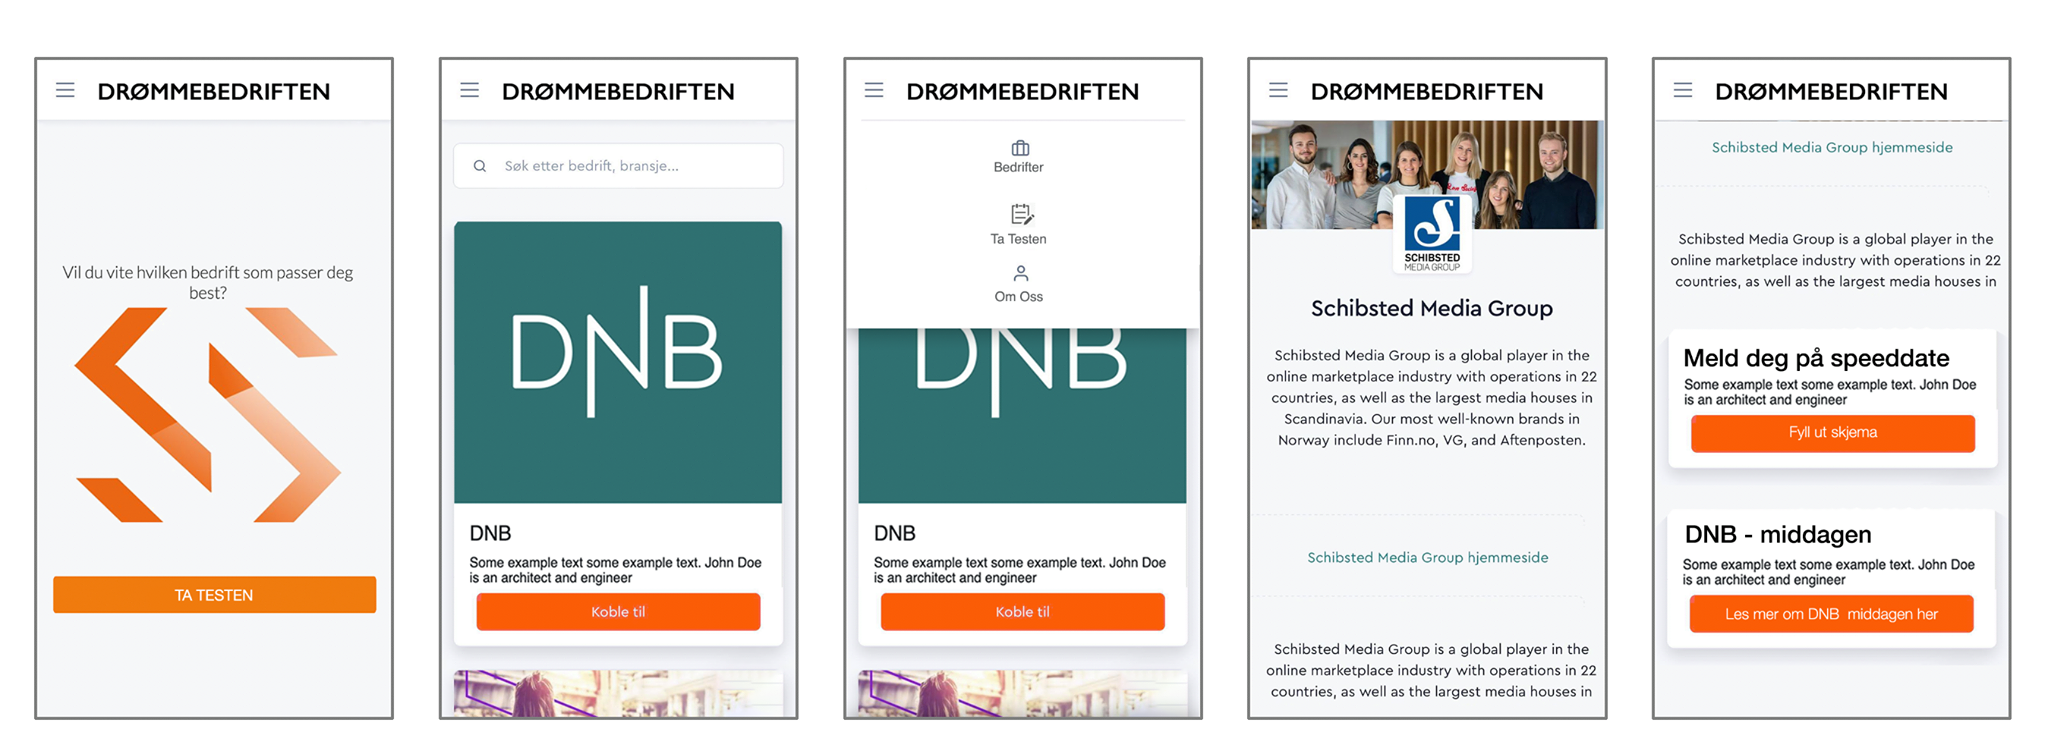 DRØMMEBEDRIFTEN
Vil du vite hvilken bedrift som passer deg
best?
TA TESTEN
DRØMMEBEDRIFTEN
Søk etter bedrift, bransje...
DNB
DNB
Some example text some example text. John Doe
is an architect and engineer
Koble til
DRØMMEBEDRIFTEN
Bedrifter
Ta Testen
Om Oss
DNB
DNB
Some example text some example text. John Doe
is an architect and engineer
Koble til
DRØMMEBEDRIFTEN
SCHIBSTED
MEDIA GROUP
Schibsted Media Group
Schibsted Media Group is a global player in the
online marketplace industry with operations in 22
countries, as well as the largest media houses in
Scandinavia. Our most well-known brands in
Norway include Finn.no, VG, and Aftenposten.
Schibsted Media Group hjemmeside
Schibsted Media Group is a global player in the
online marketplace industry with operations in 22
countries, as well as the largest media houses in
DRØMMEBEDRIFTEN
Schibsted Media Group hjemmeside
Schibsted Media Group is a global player in the
online marketplace industry with operations in 22
countries, as well as the largest media houses in
Meld deg på speeddate
Some example text some example text. John Doe
is an architect and engineer
Fyll ut skjema
DNB - middagen
Some example text some example text. John Doe
is an architect and engineer
Les mer om DNB middagen her